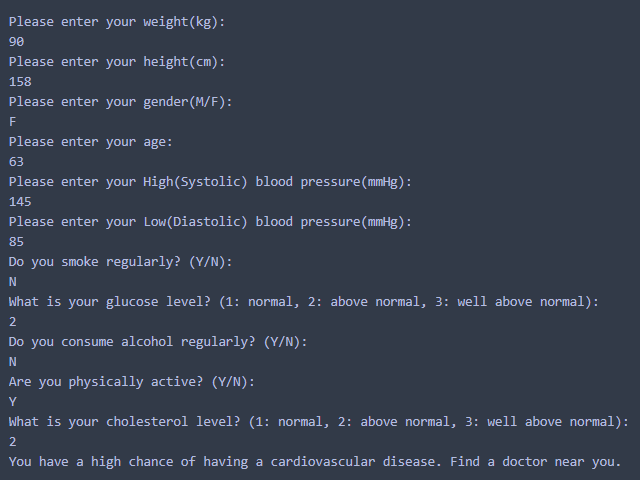 Please enter your weight(kg):
90
Please enter your height(cm):
158
Please enter your gender(M/F):
F
Please enter your age:
63
Please enter your High(Systolic) blood pressure(mmHg):
145
Please enter your Low(Diastolic) blood pressure(mmHg):
85
Do you smoke regularly? (Y/N):
N
What is your glucose level? (1: normal, 2: above normal, 3: well above normal):
2
Do you consume alcohol regularly? (Y/N):
N
Are you physically active? (Y/N):
Y
What is your cholesterol level? (1: normal, 2: above normal, 3: well above normal):
2
You have a high chance of having a cardiovascular disease. Find a doctor near you.